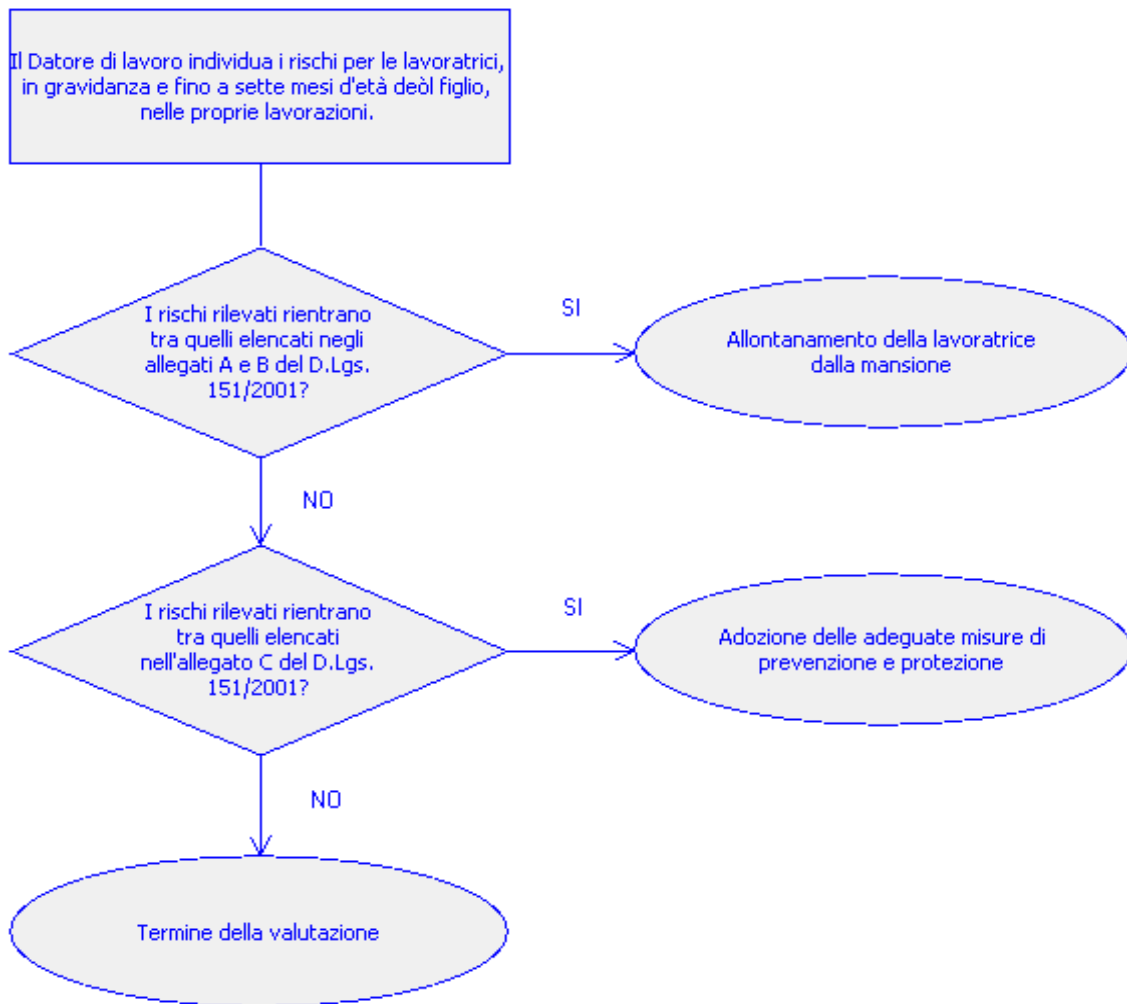 Il Datore di lavoro individua i rischi per le lavoratrici,
in gravidanza e fino a sette mesi d'età deòl figlio,
nelle proprie lavorazioni.
I rischi rilevati rientrano
tra quelli elencati negli
allegati A e B del D.Lgs.
151/2001?
SI
Allontanamento della lavoratrice
dalla mansione
NO
I rischi rilevati rientrano
tra quelli elencati
nell'allegato C del D.Lgs.
151/2001?
SI
Adozione delle adeguate misure di
prevenzione e protezione
NO
Termine della valutazione